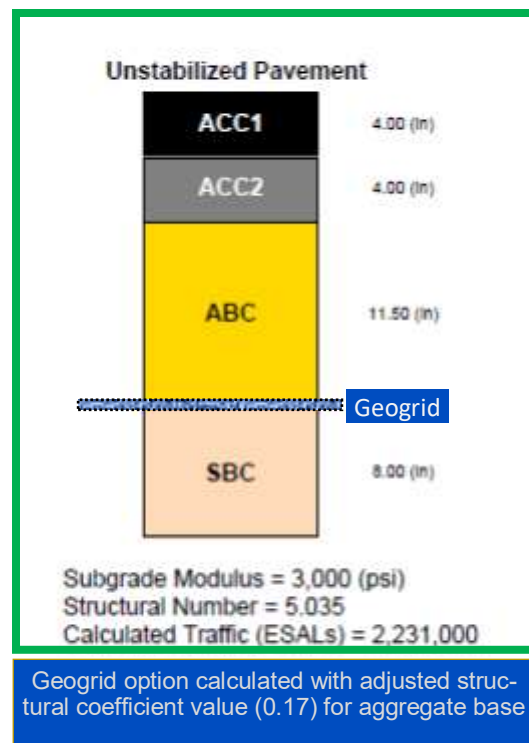 Unstabilized Pavement
ACC1 4.00 (in)
ACC2 4.00 (in)
ABC 11.50 (in)
Geogrid
SBC 8.00 (in)
Subgrade Modulus = 3,000 (psi)
Structural Number = 5.035
Calculated Traffic (ESALs) = 2,231,000
Geogrid option calculated with adjusted struc-
tural coefficient value (0.17) for aggregate base